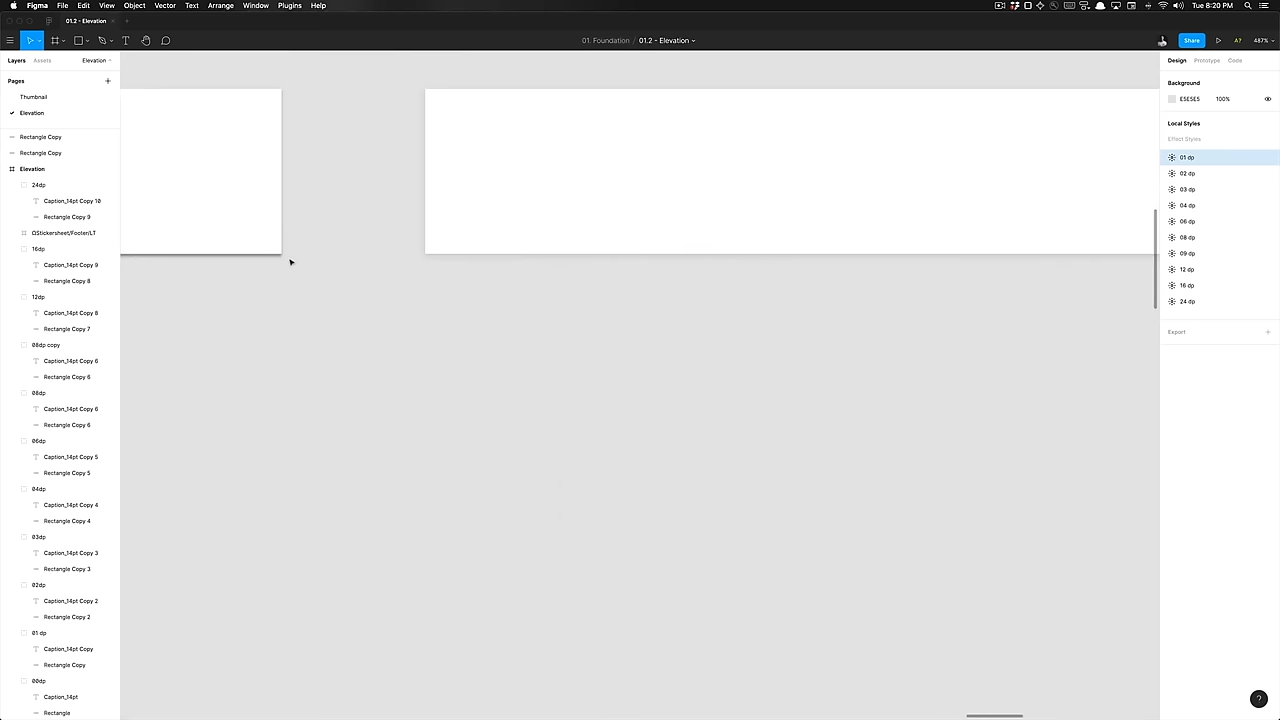 Figma File Edit View Object Vector Text Arrange Window Plugins Help Tue 8:20 PM
01.2 - Elevation × +
01. Foundation / 01.2 - Elevation Share A? 487%
Layers Assets Elevation
Design Prototype Code
Pages +
Thumbnail
Elevation
Rectangle Copy
Rectangle Copy
Elevation
24dp
Caption_14pt Copy 10
Rectangle Copy 9
ΩStickersheet/Footer/LT
16dp
Caption_14pt Copy 9
Rectangle Copy 8
12dp
Caption_14pt Copy 8
Rectangle Copy 7
08dp copy
Caption_14pt Copy 6
Rectangle Copy 6
08dp
Caption_14pt Copy 6
Rectangle Copy 6
06dp
Caption_14pt Copy 5
Rectangle Copy 5
04dp
Caption_14pt Copy 4
Rectangle Copy 4
03dp
Caption_14pt Copy 3
Rectangle Copy 3
02dp
Caption_14pt Copy 2
Rectangle Copy 2
01 dp
Caption_14pt Copy
Rectangle Copy
00dp
Caption_14pt
Rectangle
Background
E5E5E5 100%
Local Styles
Effect Styles
01 dp
02 dp
03 dp
04 dp
06 dp
08 dp
09 dp
12 dp
16 dp
24 dp
Export +
?